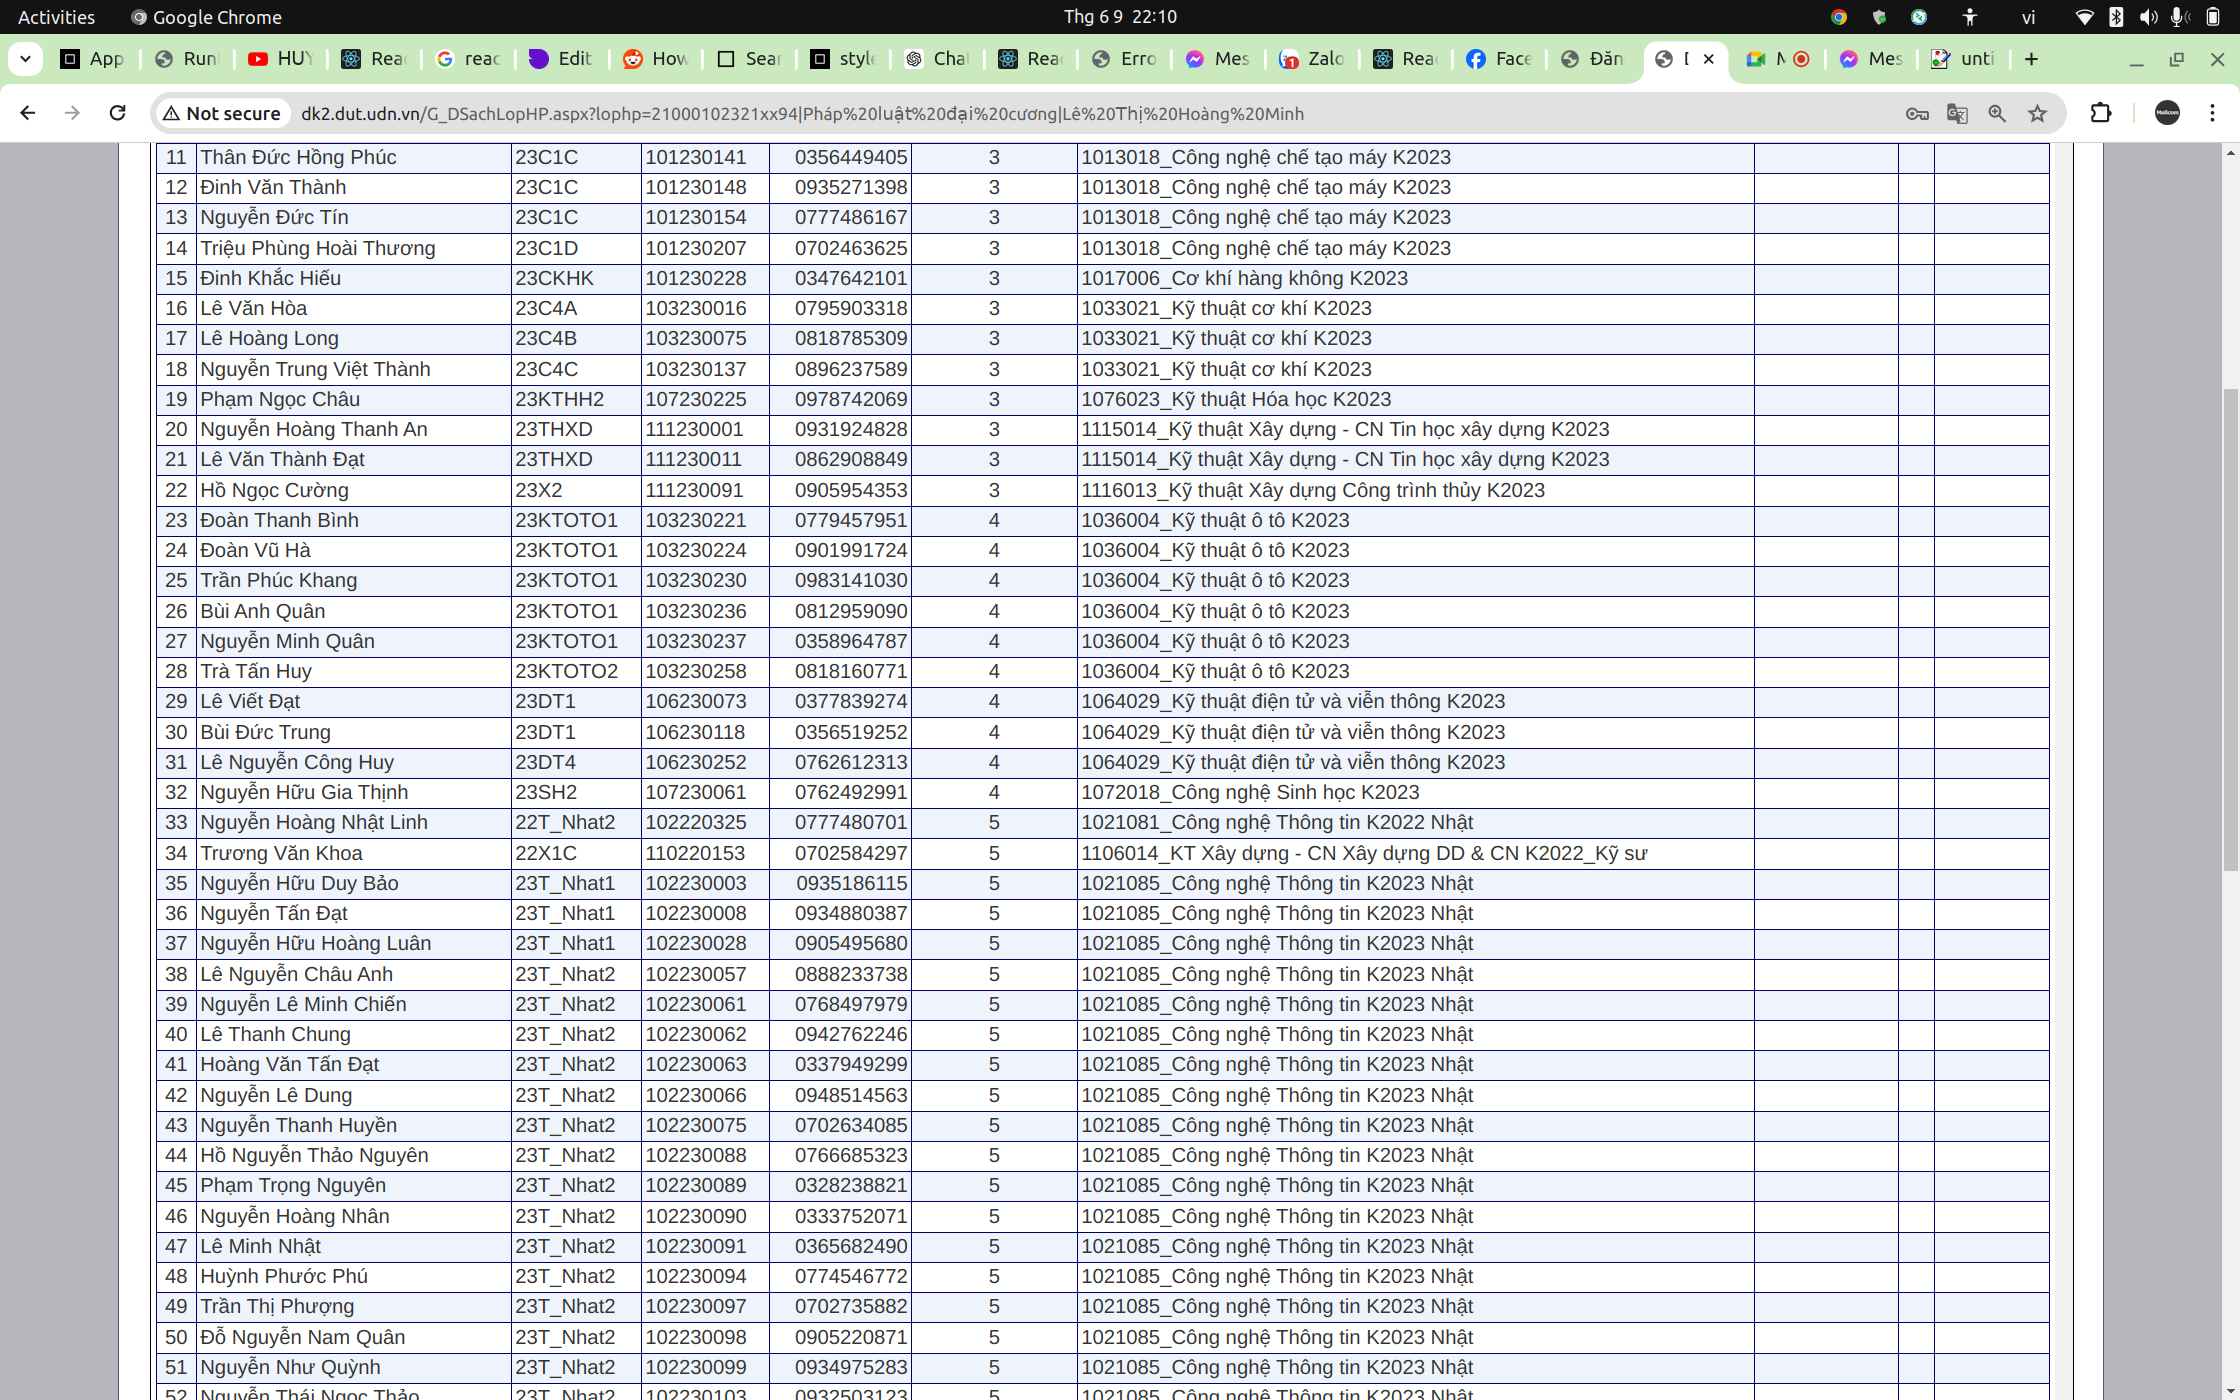 Activities Google Chrome Thg 6 9 22:10 vi
App Run HUY Rea reac Edit How Sear style Chat Rea Erro Mes Zalo Rea Face Đăn M Mes unti
Not secure dk2.dut.udn.vn/G_DSachLopHP.aspx?lophp=21000102321xx94|Pháp%20luật%20đại%20cương|Lê%20Thị%20Hoàng%20Minh
11 Thân Đức Hồng Phúc 23C1C 101230141 0356449405 3 1013018_Công nghệ chế tạo máy K2023
12 Đinh Văn Thành 23C1C 101230148 0935271398 3 1013018_Công nghệ chế tạo máy K2023
13 Nguyễn Đức Tín 23C1C 101230154 0777486167 3 1013018_Công nghệ chế tạo máy K2023
14 Triệu Phùng Hoài Thương 23C1D 101230207 0702463625 3 1013018_Công nghệ chế tạo máy K2023
15 Đinh Khắc Hiếu 23CKHK 101230228 0347642101 3 1017006_Cơ khí hàng không K2023
16 Lê Văn Hòa 23C4A 103230016 0795903318 3 1033021_Kỹ thuật cơ khí K2023
17 Lê Hoàng Long 23C4B 103230075 0818785309 3 1033021_Kỹ thuật cơ khí K2023
18 Nguyễn Trung Việt Thành 23C4C 103230137 0896237589 3 1033021_Kỹ thuật cơ khí K2023
19 Phạm Ngọc Châu 23KTHH2 107230225 0978742069 3 1076023_Kỹ thuật Hóa học K2023
20 Nguyễn Hoàng Thanh An 23THXD 111230001 0931924828 3 1115014_Kỹ thuật Xây dựng - CN Tin học xây dựng K2023
21 Lê Văn Thành Đạt 23THXD 111230011 0862908849 3 1115014_Kỹ thuật Xây dựng - CN Tin học xây dựng K2023
22 Hồ Ngọc Cường 23X2 111230091 0905954353 3 1116013_Kỹ thuật Xây dựng Công trình thủy K2023
23 Đoàn Thanh Bình 23KTOTO1 103230221 0779457951 4 1036004_Kỹ thuật ô tô K2023
24 Đoàn Vũ Hà 23KTOTO1 103230224 0901991724 4 1036004_Kỹ thuật ô tô K2023
25 Trần Phúc Khang 23KTOTO1 103230230 0983141030 4 1036004_Kỹ thuật ô tô K2023
26 Bùi Anh Quân 23KTOTO1 103230236 0812959090 4 1036004_Kỹ thuật ô tô K2023
27 Nguyễn Minh Quân 23KTOTO1 103230237 0358964787 4 1036004_Kỹ thuật ô tô K2023
28 Trà Tấn Huy 23KTOTO2 103230258 0818160771 4 1036004_Kỹ thuật ô tô K2023
29 Lê Viết Đạt 23DT1 106230073 0377839274 4 1064029_Kỹ thuật điện tử và viễn thông K2023
30 Bùi Đức Trung 23DT1 106230118 0356519252 4 1064029_Kỹ thuật điện tử và viễn thông K2023
31 Lê Nguyễn Công Huy 23DT4 106230252 0762612313 4 1064029_Kỹ thuật điện tử và viễn thông K2023
32 Nguyễn Hữu Gia Thịnh 23SH2 107230061 0762492991 4 1072018_Công nghệ Sinh học K2023
33 Nguyễn Hoàng Nhật Linh 22T_Nhat2 102220325 0777480701 5 1021081_Công nghệ Thông tin K2022 Nhật
34 Trương Văn Khoa 22X1C 110220153 0702584297 5 1106014_KT Xây dựng - CN Xây dựng DD & CN K2022_Kỹ sư
35 Nguyễn Hữu Duy Bảo 23T_Nhat1 102230003 0935186115 5 1021085_Công nghệ Thông tin K2023 Nhật
36 Nguyễn Tấn Đạt 23T_Nhat1 102230008 0934880387 5 1021085_Công nghệ Thông tin K2023 Nhật
37 Nguyễn Hữu Hoàng Luân 23T_Nhat1 102230028 0905495680 5 1021085_Công nghệ Thông tin K2023 Nhật
38 Lê Nguyễn Châu Anh 23T_Nhat2 102230057 0888233738 5 1021085_Công nghệ Thông tin K2023 Nhật
39 Nguyễn Lê Minh Chiến 23T_Nhat2 102230061 0768497979 5 1021085_Công nghệ Thông tin K2023 Nhật
40 Lê Thanh Chung 23T_Nhat2 102230062 0942762246 5 1021085_Công nghệ Thông tin K2023 Nhật
41 Hoàng Văn Tấn Đạt 23T_Nhat2 102230063 0337949299 5 1021085_Công nghệ Thông tin K2023 Nhật
42 Nguyễn Lê Dung 23T_Nhat2 102230066 0948514563 5 1021085_Công nghệ Thông tin K2023 Nhật
43 Nguyễn Thanh Huyền 23T_Nhat2 102230075 0702634085 5 1021085_Công nghệ Thông tin K2023 Nhật
44 Hồ Nguyễn Thảo Nguyên 23T_Nhat2 102230088 0766685323 5 1021085_Công nghệ Thông tin K2023 Nhật
45 Phạm Trọng Nguyên 23T_Nhat2 102230089 0328238821 5 1021085_Công nghệ Thông tin K2023 Nhật
46 Nguyễn Hoàng Nhân 23T_Nhat2 102230090 0333752071 5 1021085_Công nghệ Thông tin K2023 Nhật
47 Lê Minh Nhật 23T_Nhat2 102230091 0365682490 5 1021085_Công nghệ Thông tin K2023 Nhật
48 Huỳnh Phước Phú 23T_Nhat2 102230094 0774546772 5 1021085_Công nghệ Thông tin K2023 Nhật
49 Trần Thị Phượng 23T_Nhat2 102230097 0702735882 5 1021085_Công nghệ Thông tin K2023 Nhật
50 Đỗ Nguyễn Nam Quân 23T_Nhat2 102230098 0905220871 5 1021085_Công nghệ Thông tin K2023 Nhật
51 Nguyễn Như Quỳnh 23T_Nhat2 102230099 0934975283 5 1021085_Công nghệ Thông tin K2023 Nhật
52 Nguyễn Thái Ngọc Thảo 23T_Nhat2 102230103 0932503123 5 1021085_Công nghệ Thông tin K2023 Nhật